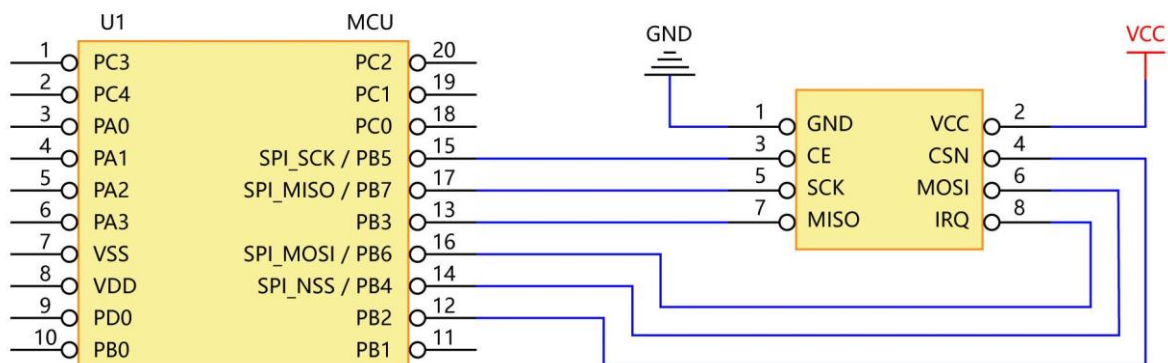 U1 MCU
1 PC3 PC2 20
2 PC4 PC1 19
3 PA0 PC0 18
4 PA1 SPI_SCK / PB5 15
5 PA2 SPI_MISO / PB7 17
6 PA3 PB3 13
7 VSS SPI_MOSI / PB6 16
8 VDD SPI_NSS / PB4 14
9 PD0 PB2 12
10 PB0 PB1 11
GND
VCC
1 GND VCC 2
3 CE CSN 4
5 SCK MOSI 6
7 MISO IRQ 8